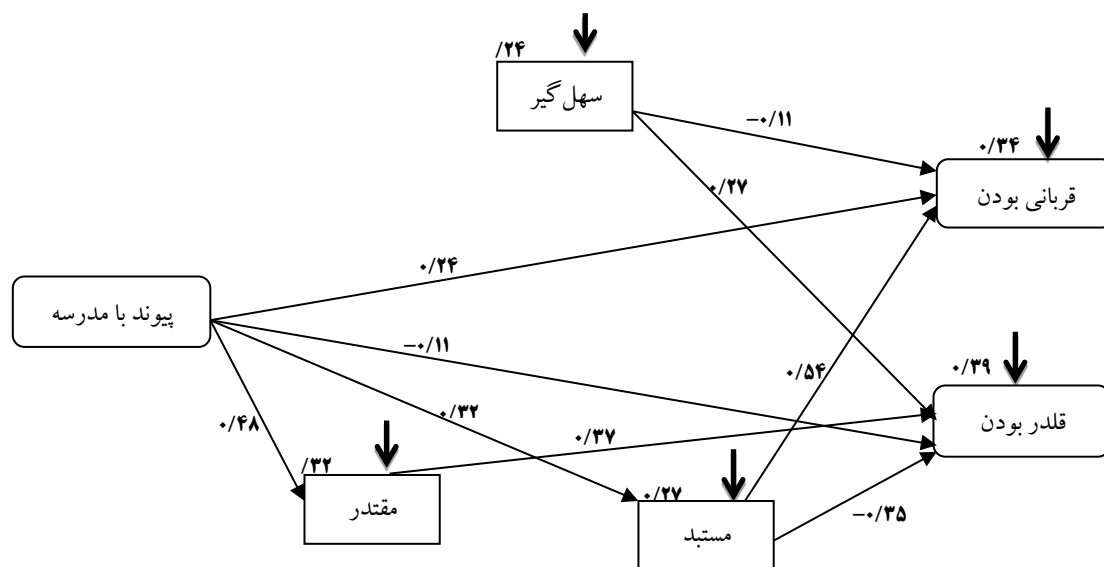 /۲۴
سهل‌گیر
−۰/۱۱
۰/۳۴
قربانی بودن
۰/۲۷
۰/۲۴
پیوند با مدرسه
−۰/۱۱
۰/۳۹
۰/۵۴
قلدر بودن
۰/۳۲
۰/۴۸
۰/۳۷
/۳۲
مقتدر
۰/۲۷
−۰/۳۵
مستبد